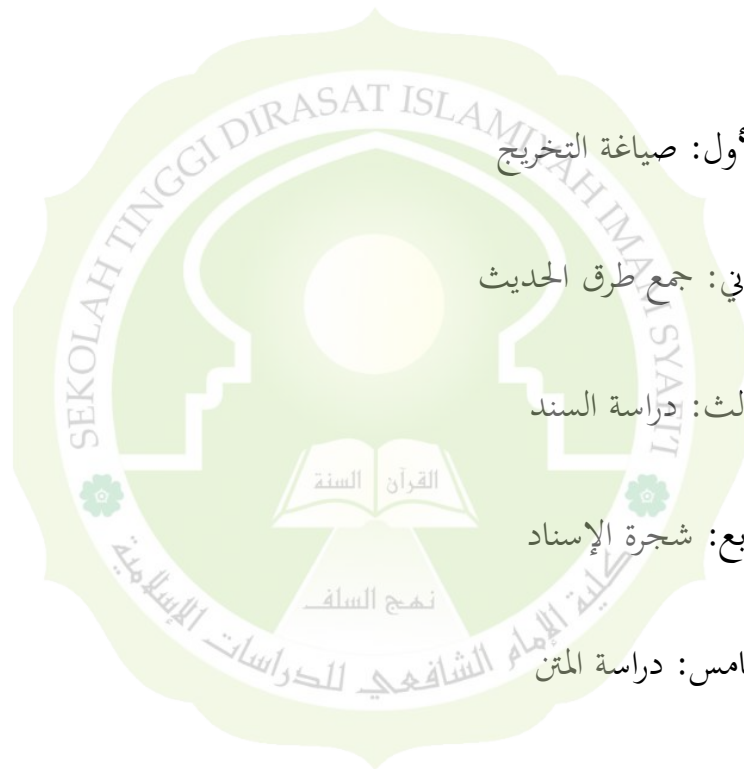 SEKOLAH TINGGI DIRASAT ISLAMIYAH IMAM SYAFI'I
أول: صياغة التخريج
ني: جمع طرق الحديث
لث: دراسة السند
القرآن السنة
بع: شجرة الإسناد
نهج السلف
كلية الإمام الشافعي للدراسات الإسلامية
امس: دراسة المتن